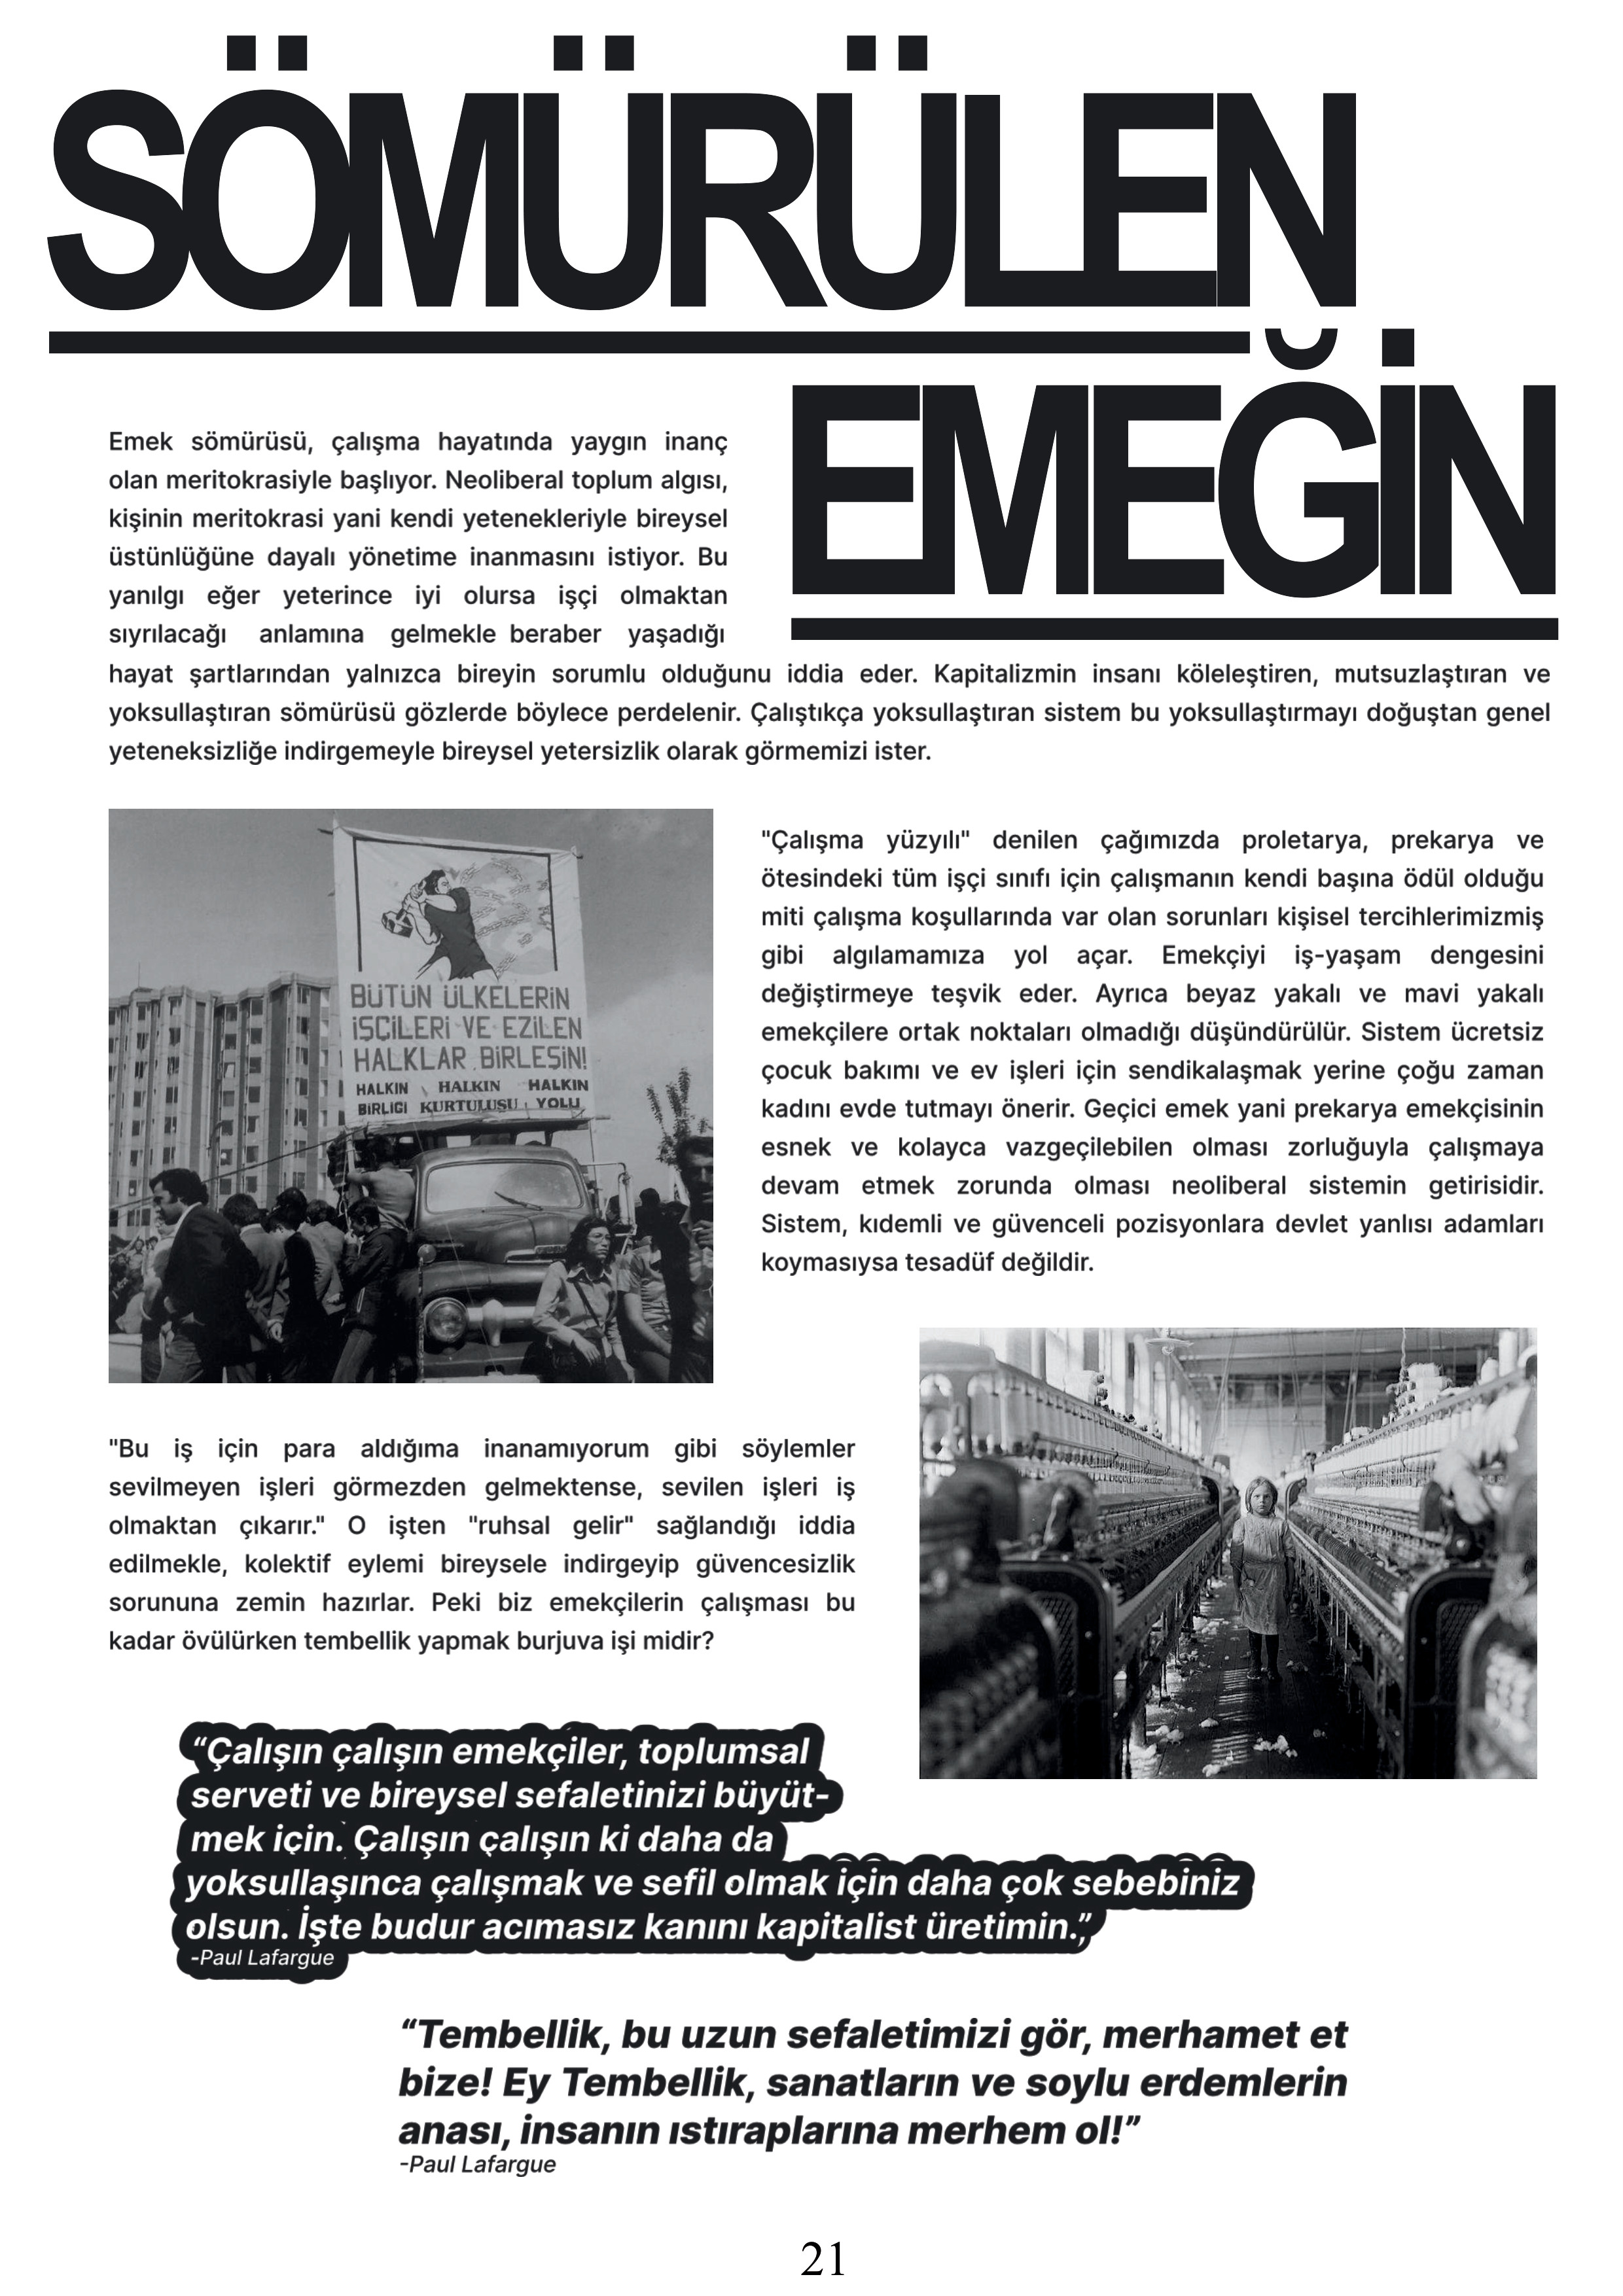 SÖMÜRÜLEN
EMEĞİN
Emek sömürüsü, çalışma hayatında yaygın inanç
olan meritokrasiyle başlıyor. Neoliberal toplum algısı,
kişinin meritokrasi yani kendi yetenekleriyle bireysel
üstünlüğüne dayalı yönetime inanmasını istiyor. Bu
yanılgı eğer yeterince iyi olursa işçi olmaktan
sıyrılacağı anlamına gelmekle beraber yaşadığı
hayat şartlarından yalnızca bireyin sorumlu olduğunu iddia eder. Kapitalizmin insanı köleleştiren, mutsuzlaştıran ve
yoksullaştıran sömürüsü gözlerde böylece perdelenir. Çalıştıkça yoksullaştıran sistem bu yoksullaştırmayı doğuştan genel
yeteneksizliğe indirgemeyle bireysel yetersizlik olarak görmemizi ister.
BÜTÜN ÜLKELERİN
İŞÇİLERİ VE EZİLEN
HALKLAR BİRLEŞİN!
HALKIN HALKIN HALKIN
BİRLİĞİ KURTULUŞU YOLU
"Çalışma yüzyılı" denilen çağımızda proletarya, prekarya ve
ötesindeki tüm işçi sınıfı için çalışmanın kendi başına ödül olduğu
miti çalışma koşullarında var olan sorunları kişisel tercihlerimizmiş
gibi algılamamıza yol açar. Emekçiyi iş-yaşam dengesini
değiştirmeye teşvik eder. Ayrıca beyaz yakalı ve mavi yakalı
emekçilere ortak noktaları olmadığı düşündürülür. Sistem ücretsiz
çocuk bakımı ve ev işleri için sendikalaşmak yerine çoğu zaman
kadını evde tutmayı önerir. Geçici emek yani prekarya emekçisinin
esnek ve kolayca vazgeçilebilen olması zorluğuyla çalışmaya
devam etmek zorunda olması neoliberal sistemin getirisidir.
Sistem, kıdemli ve güvenceli pozisyonlara devlet yanlısı adamları
koymasıysa tesadüf değildir.
"Bu iş için para aldığıma inanamıyorum gibi söylemler
sevilmeyen işleri görmezden gelmektense, sevilen işleri iş
olmaktan çıkarır." O işten "ruhsal gelir" sağlandığı iddia
edilmekle, kolektif eylemi bireysele indirgeyip güvencesizlik
sorununa zemin hazırlar. Peki biz emekçilerin çalışması bu
kadar övülürken tembellik yapmak burjuva işi midir?
“Çalışın çalışın emekçiler, toplumsal
serveti ve bireysel sefaletinizi büyüt-
mek için. Çalışın çalışın ki daha da
yoksullaşınca çalışmak ve sefil olmak için daha çok sebebiniz
olsun. İşte budur acımasız kanını kapitalist üretimin.”
-Paul Lafargue
“Tembellik, bu uzun sefaletimizi gör, merhamet et
bize! Ey Tembellik, sanatların ve soylu erdemlerin
anası, insanın ıstıraplarına merhem ol!”
-Paul Lafargue
21